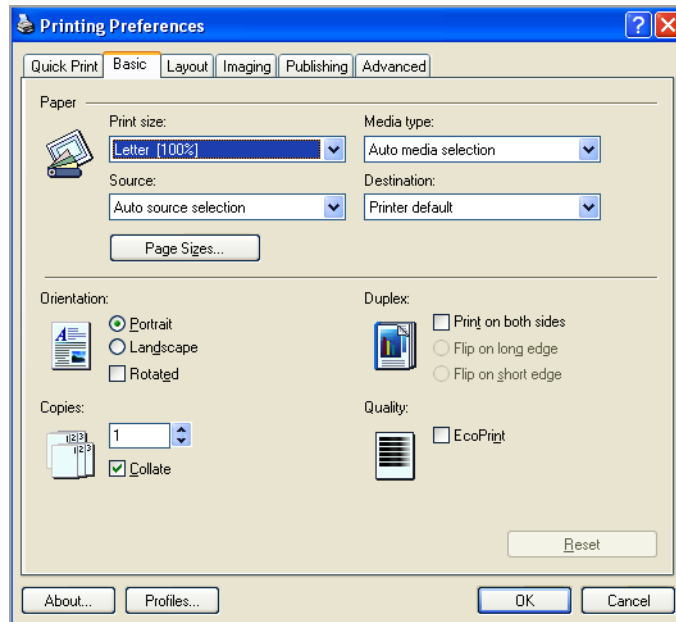 Printing Preferences
Quick Print Basic Layout Imaging Publishing Advanced
Paper
Print size: Media type:
Letter [100%] Auto media selection
Source: Destination:
Auto source selection Printer default
Page Sizes...
Orientation: Duplex:
Portrait Print on both sides
Landscape Flip on long edge
Rotated Flip on short edge
Copies: Quality:
1 EcoPrint
Collate
Reset
About... Profiles... OK Cancel